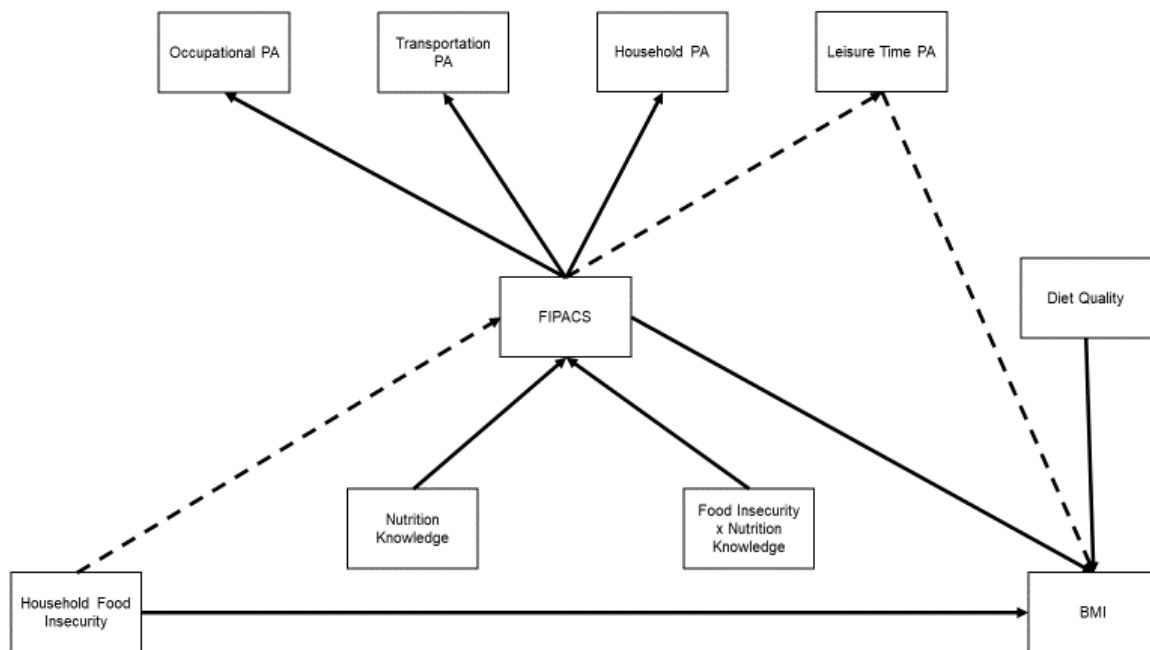 Occupational PA
Transportation
PA
Household PA
Leisure Time PA
FIPACS
Diet Quality
Nutrition
Knowledge
Food Insecurity
x Nutrition
Knowledge
Household Food
Insecurity
BMI